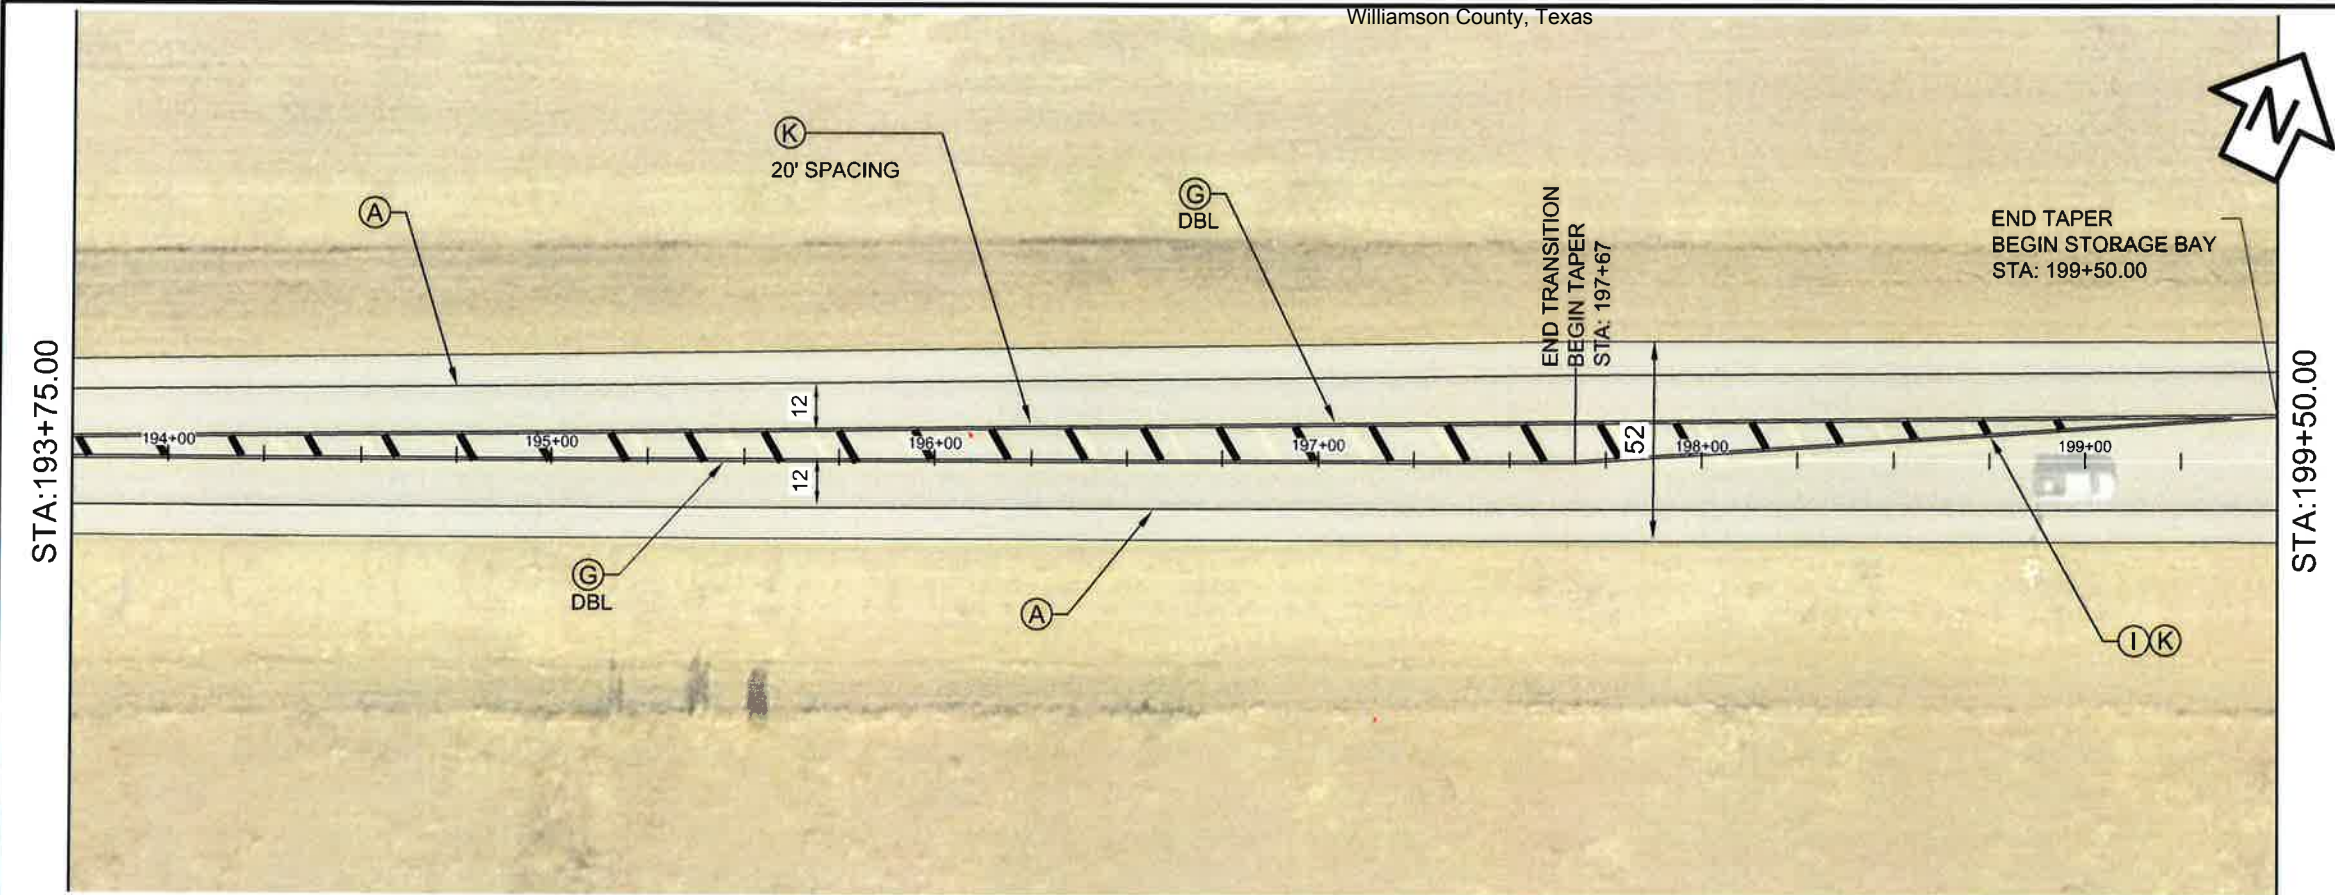 Williamson County, Texas
N
K
20' SPACING
A
G
DBL
END TRANSITION
BEGIN TAPER
STA: 197+67
END TAPER
BEGIN STORAGE BAY
STA: 199+50.00
STA:193+75.00
STA:199+50.00
12
12
52
194+00
195+00
196+00
197+00
198+00
199+00
G
DBL
A
I K